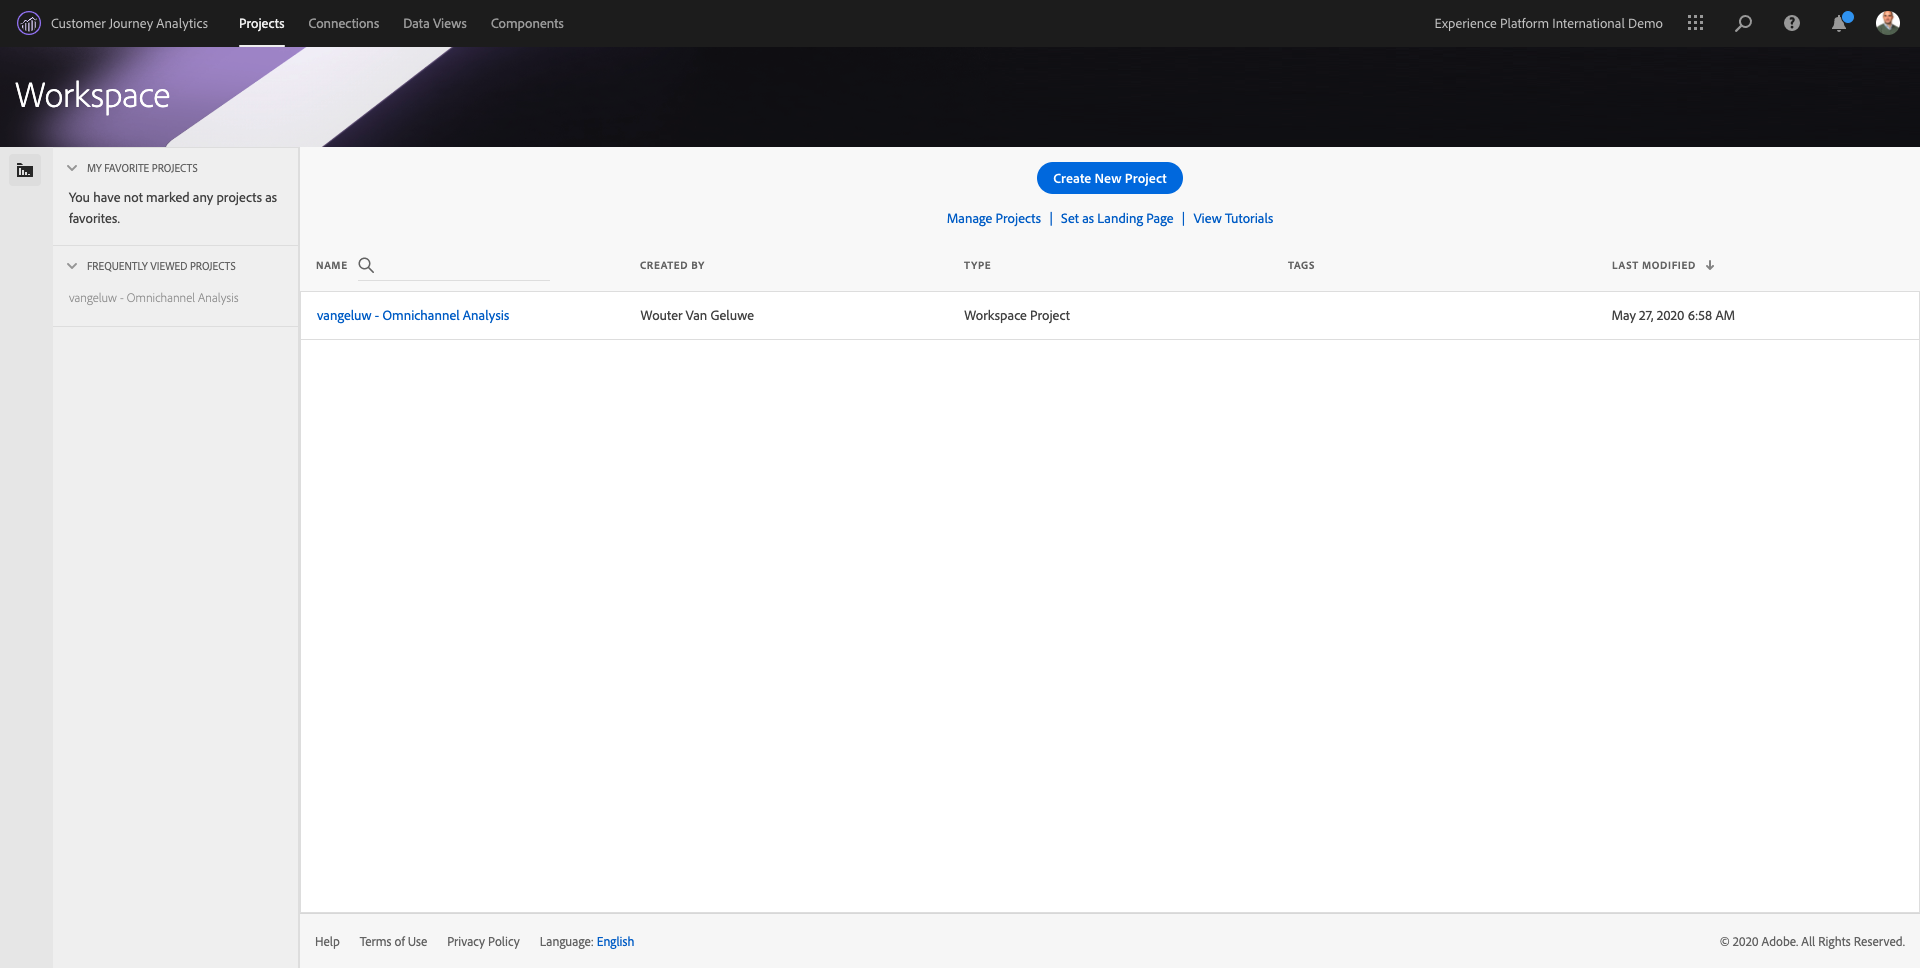 Customer Journey Analytics Projects Connections Data Views Components Experience Platform International Demo
Workspace
MY FAVORITE PROJECTS
You have not marked any projects as
favorites.
FREQUENTLY VIEWED PROJECTS
vangeluw - Omnichannel Analysis
Create New Project
Manage Projects | Set as Landing Page | View Tutorials
NAME CREATED BY TYPE TAGS LAST MODIFIED
vangeluw - Omnichannel Analysis Wouter Van Geluwe Workspace Project May 27, 2020 6:58 AM
Help Terms of Use Privacy Policy Language: English © 2020 Adobe. All Rights Reserved.